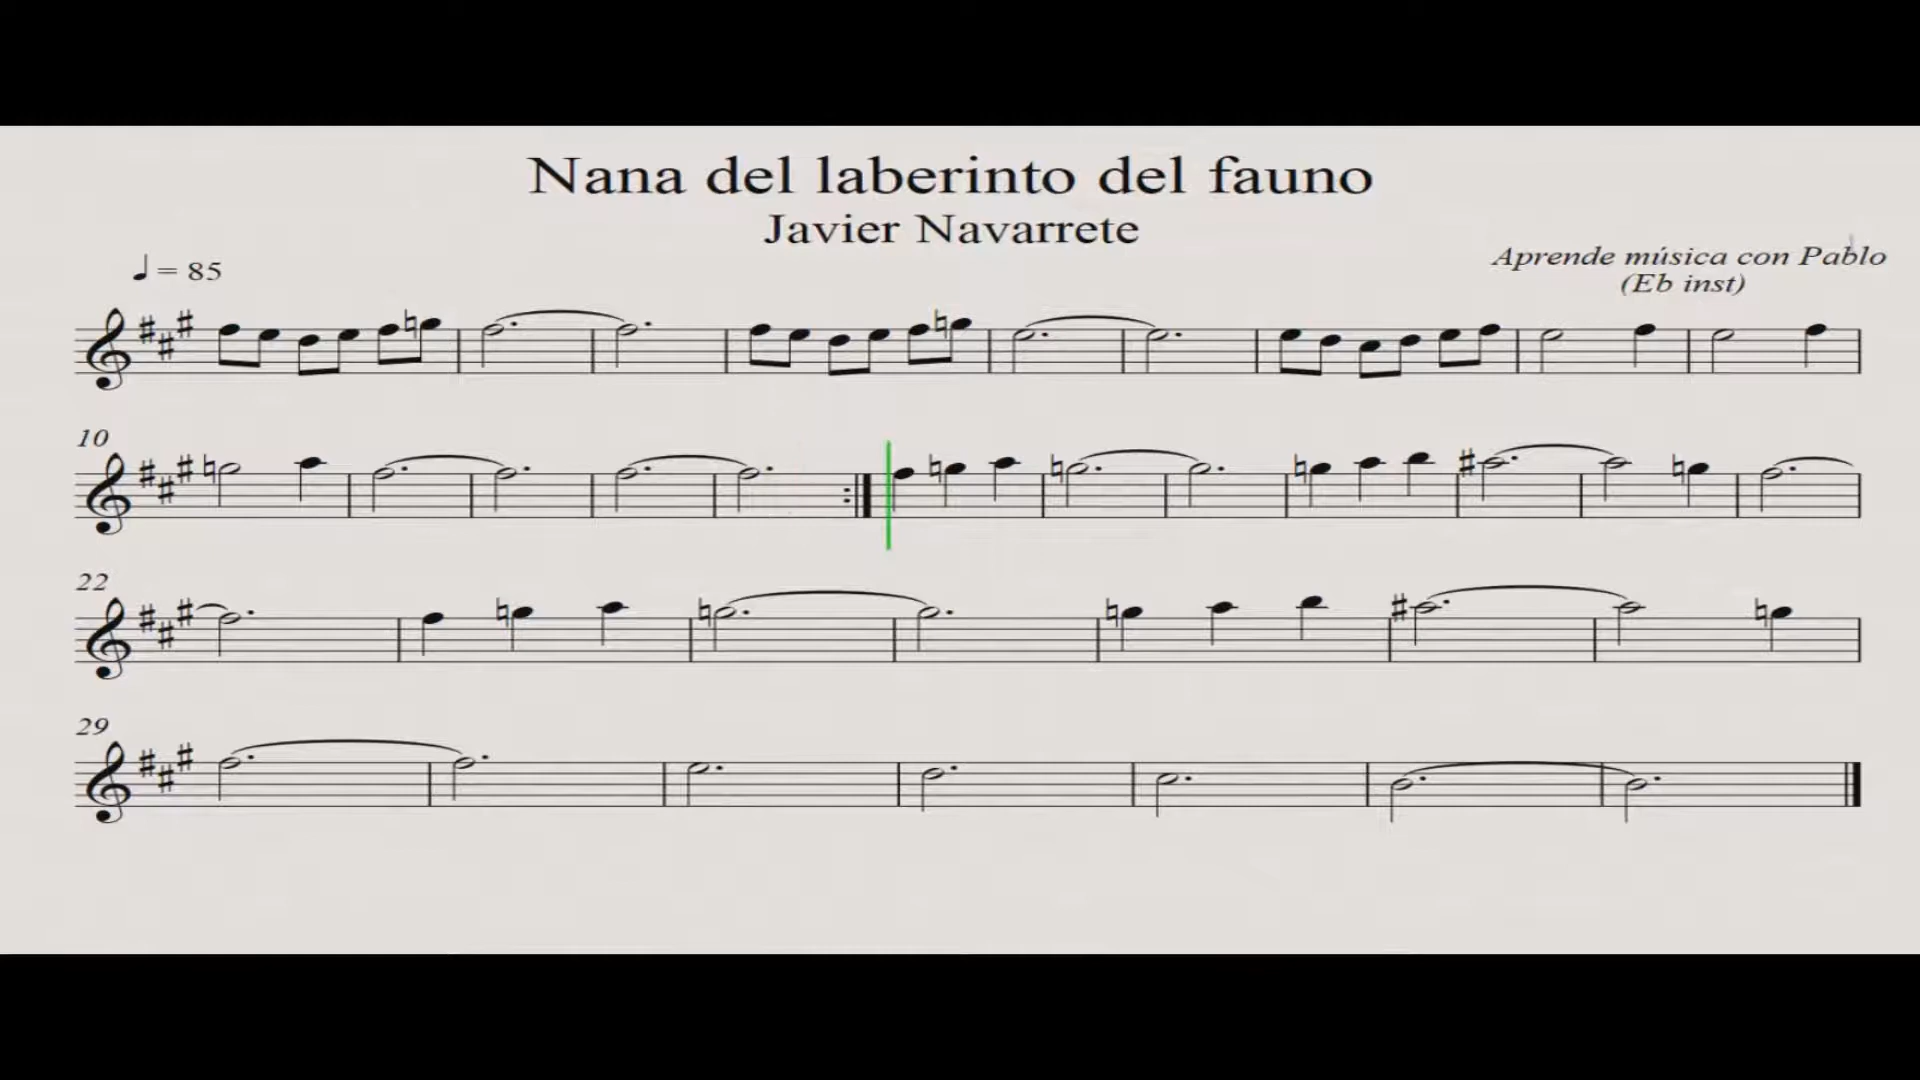 Nana del laberinto del fauno
Javier Navarrete
♩ = 85
Aprende música con Pablo
(Eb inst)
10
22
29